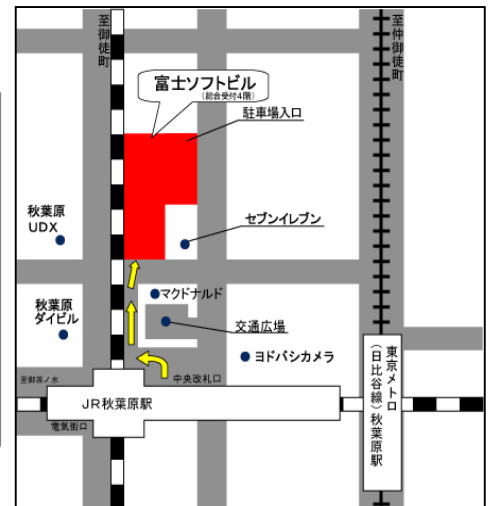 至御徒町
至仲御徒町
富士ソフトビル
(総合受付4階)
駐車場入口
秋葉原
UDX
セブンイレブン
マクドナルド
秋葉原
ダイビル
交通広場
ヨドバシカメラ
至御茶ノ水
中央改札口
JR秋葉原駅
電気街口
東京メトロ
(日比谷線)秋葉原駅